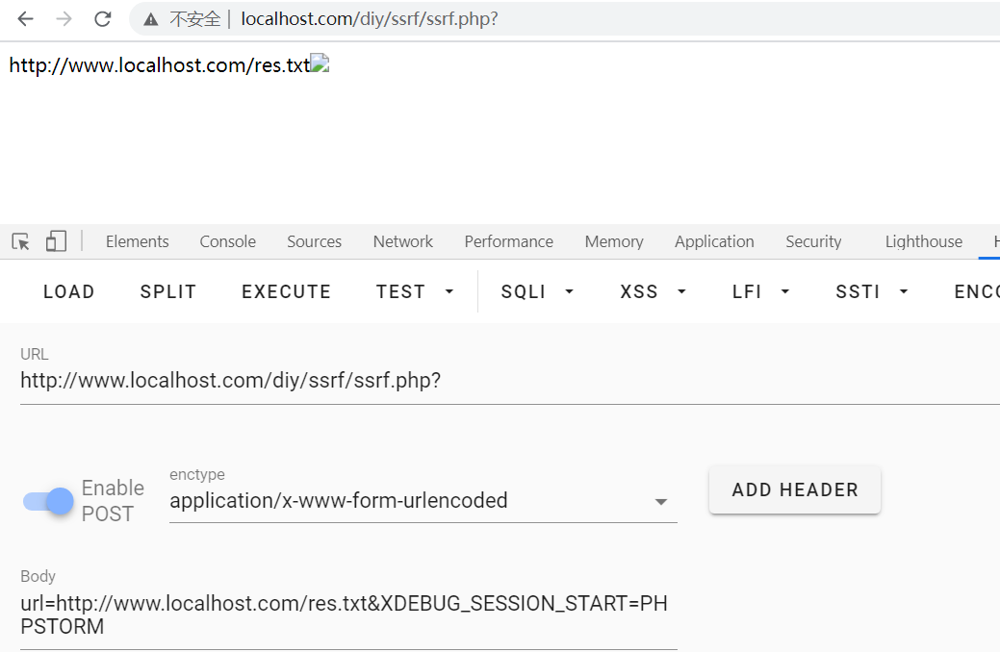 不安全 | localhost.com/diy/ssrf/ssrf.php?
http://www.localhost.com/res.txt
Elements Console Sources Network Performance Memory Application Security Lighthouse H
LOAD SPLIT EXECUTE TEST SQLI XSS LFI SSTI ENCO
URL
http://www.localhost.com/diy/ssrf/ssrf.php?
enctype
Enable
POST
application/x-www-form-urlencoded
ADD HEADER
Body
url=http://www.localhost.com/res.txt&XDEBUG_SESSION_START=PH
PSTORM